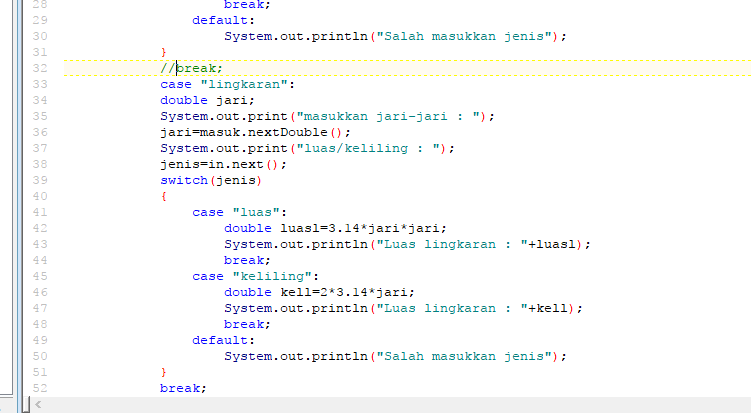 28 break;
29 default:
30 System.out.println("Salah masukkan jenis");
31 }
32 //break;
33 case "lingkaran":
34 double jari;
35 System.out.print("masukkan jari-jari : ");
36 jari=masuk.nextDouble();
37 System.out.print("luas/keliling : ");
38 jenis=in.next();
39 switch(jenis)
40 {
41 case "luas":
42 double luasl=3.14*jari*jari;
43 System.out.println("Luas lingkaran : "+luasl);
44 break;
45 case "keliling":
46 double kell=2*3.14*jari;
47 System.out.println("Luas lingkaran : "+kell);
48 break;
49 default:
50 System.out.println("Salah masukkan jenis");
51 }
52 break;